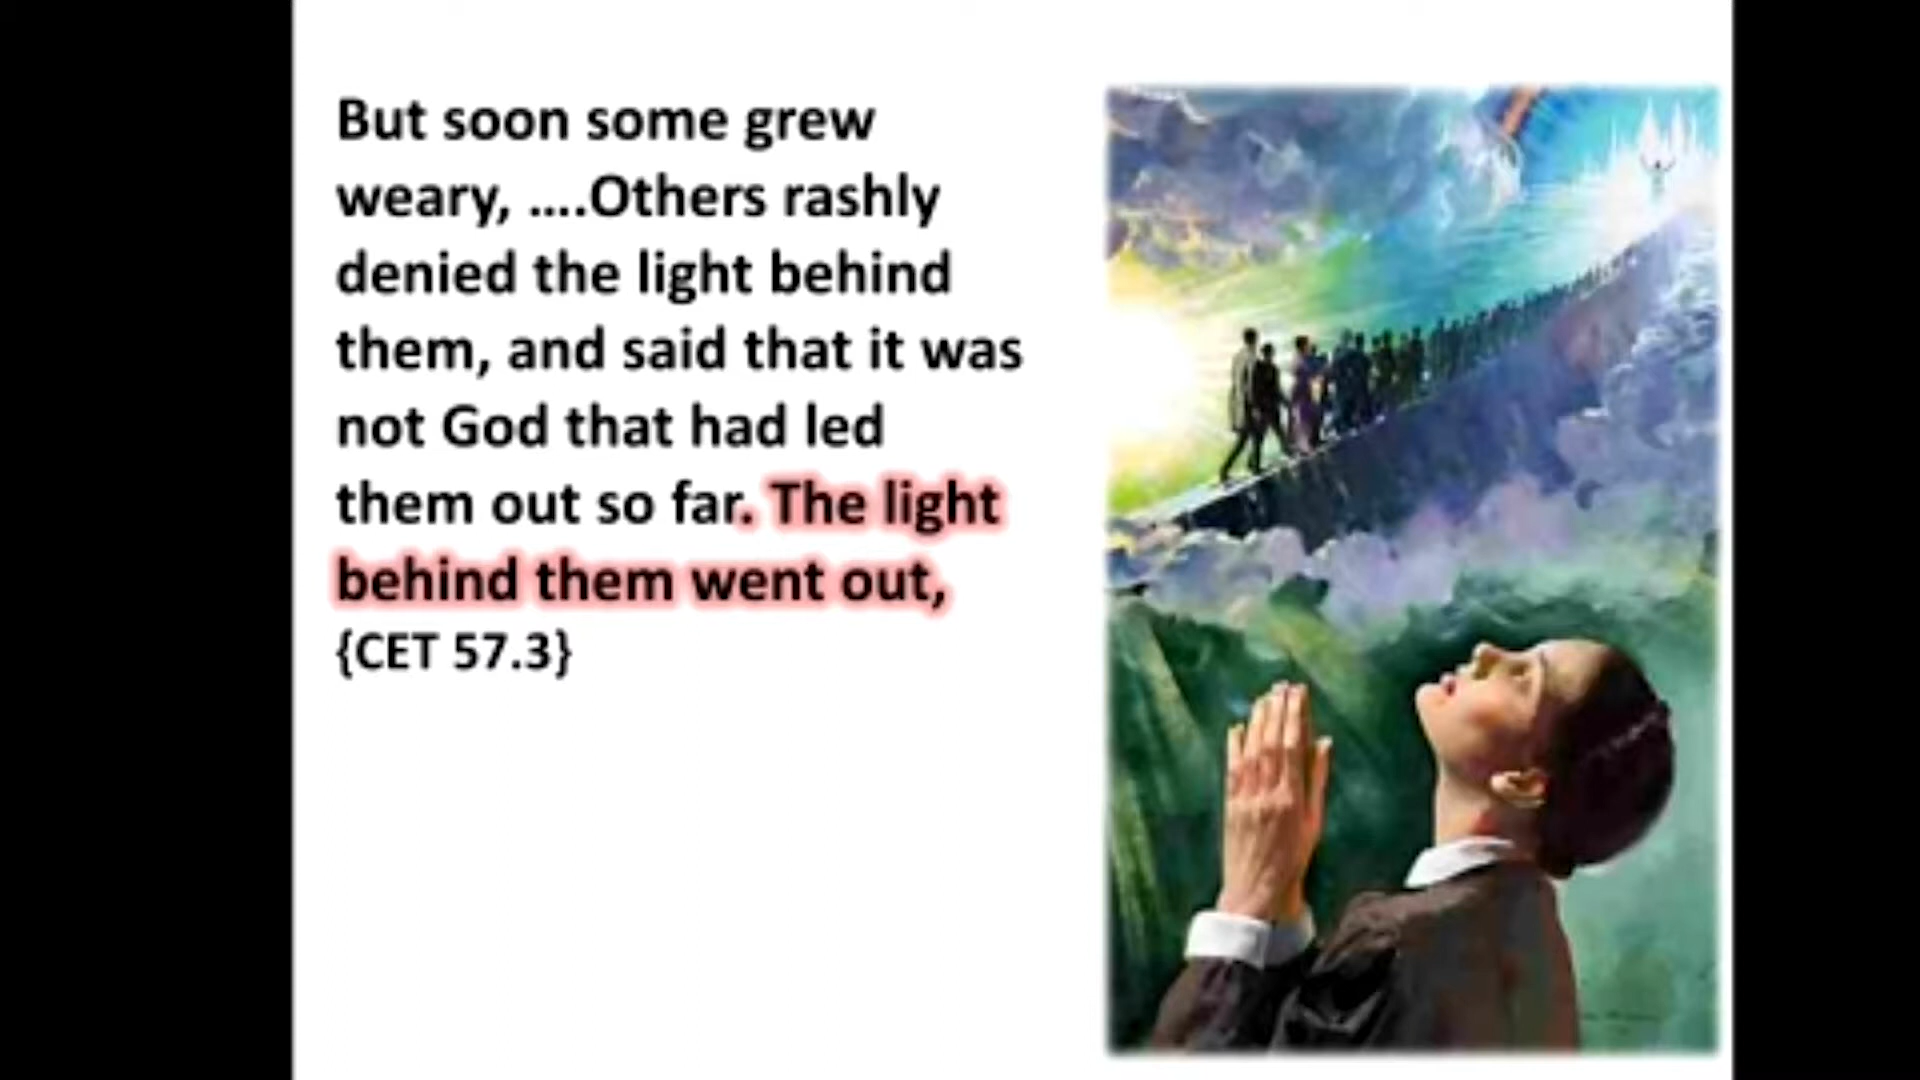 But soon some grew
weary, ....Others rashly
denied the light behind
them, and said that it was
not God that had led
them out so far. The light
behind them went out,
{CET 57.3}